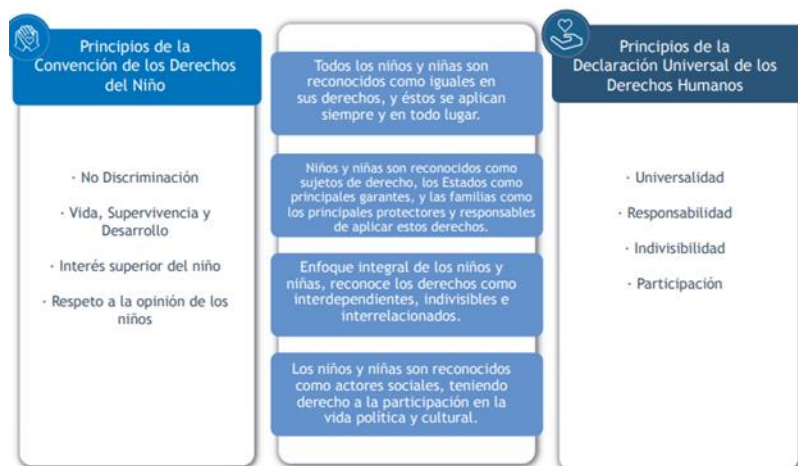 Principios de la
Convención de los Derechos
del Niño
· No Discriminación
· Vida, Supervivencia y
Desarrollo
· Interés superior del niño
· Respeto a la opinión de los
niños
Todos los niños y niñas son
reconocidos como iguales en
sus derechos, y éstos se aplican
siempre y en todo lugar.
Niños y niñas son reconocidos como
sujetos de derecho, los Estados como
principales garantes, y las familias como
los principales protectores y responsables
de aplicar estos derechos.
Enfoque integral de los niños y
niñas, reconoce los derechos como
interdependientes, indivisibles e
interrelacionados.
Los niños y niñas son reconocidos
como actores sociales, teniendo
derecho a la participación en la
vida política y cultural.
Principios de la
Declaración Universal de los
Derechos Humanos
· Universalidad
· Responsabilidad
· Indivisibilidad
· Participación